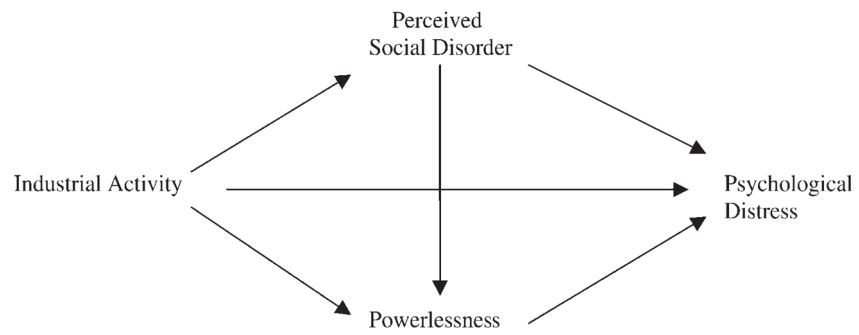 Perceived
Social Disorder
Industrial Activity
Psychological
Distress
Powerlessness